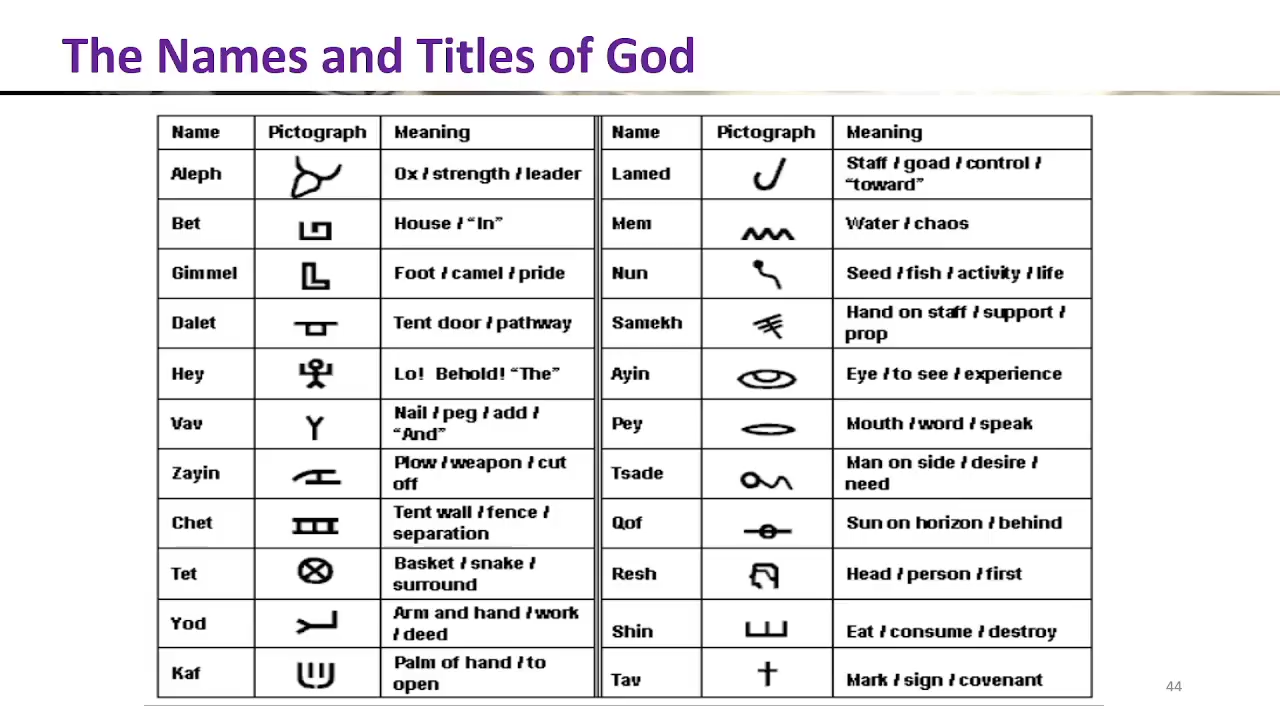 The Names and Titles of God
Name Pictograph Meaning Name Pictograph Meaning
Aleph Ox / strength / leader Lamed Staff / goad / control /
"toward"
Bet House / "In" Mem Water / chaos
Gimmel Foot / camel / pride Nun Seed / fish / activity / life
Dalet Tent door / pathway Samekh Hand on staff / support /
prop
Hey Lo! Behold! "The" Ayin Eye / to see / experience
Vav Nail / peg / add /
"And"
Pey Mouth / word / speak
Zayin Plow / weapon / cut
off
Tsade Man on side / desire /
need
Chet Tent wall / fence /
separation
Qof Sun on horizon / behind
Tet Basket / snake /
surround
Resh Head / person / first
Yod Arm and hand / work
/ deed
Shin Eat / consume / destroy
Kaf Palm of hand / to
open
Tav Mark / sign / covenant
44